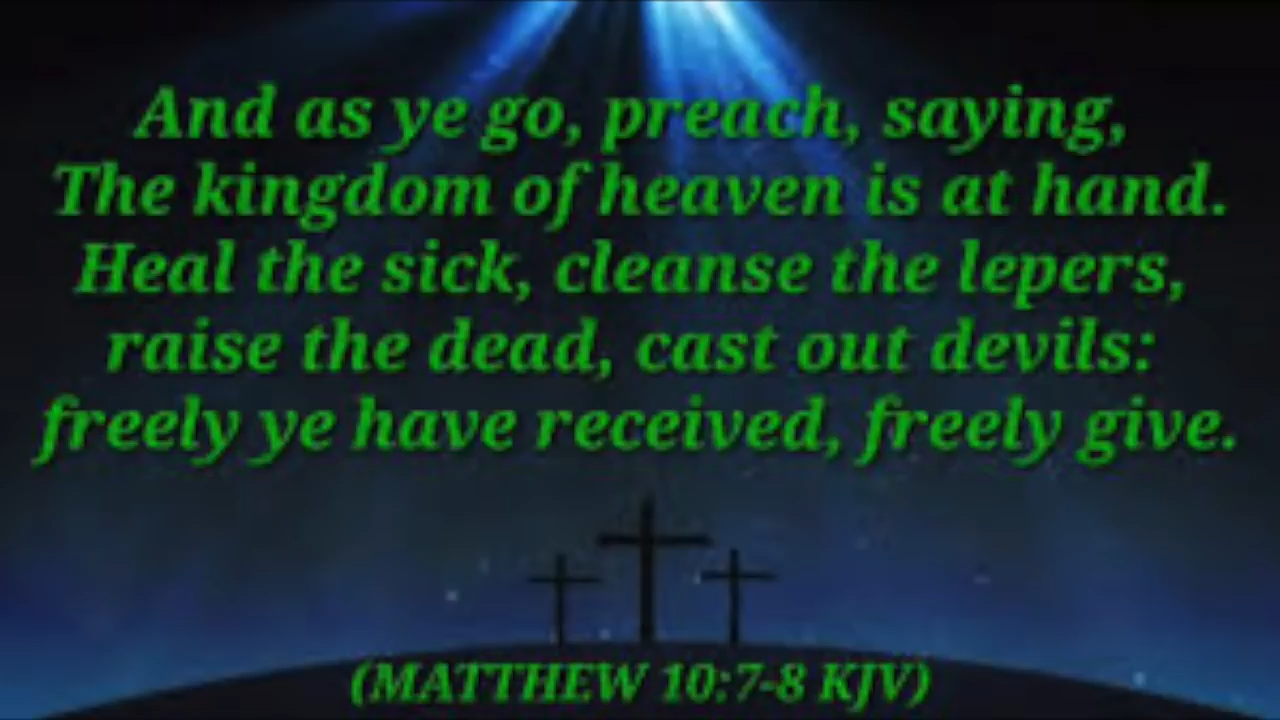 And as ye go, preach, saying,
The kingdom of heaven is at hand.
Heal the sick, cleanse the lepers,
raise the dead, cast out devils:
freely ye have received, freely give.
(MATTHEW 10:7-8 KJV)